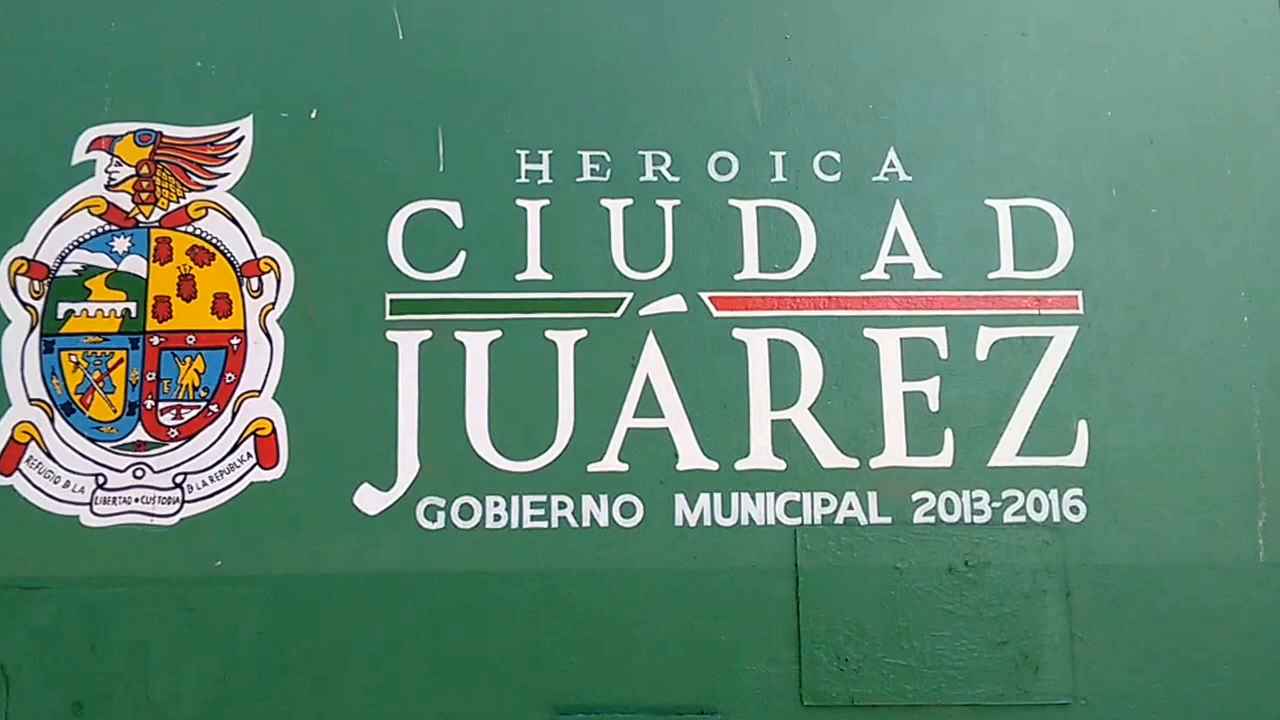 HEROICA
CIUDAD
JUÁREZ
GOBIERNO MUNICIPAL 2013-2016
REFUGIO D LA
LIBERTAD CUSTODIA
D LA REPUBLICA